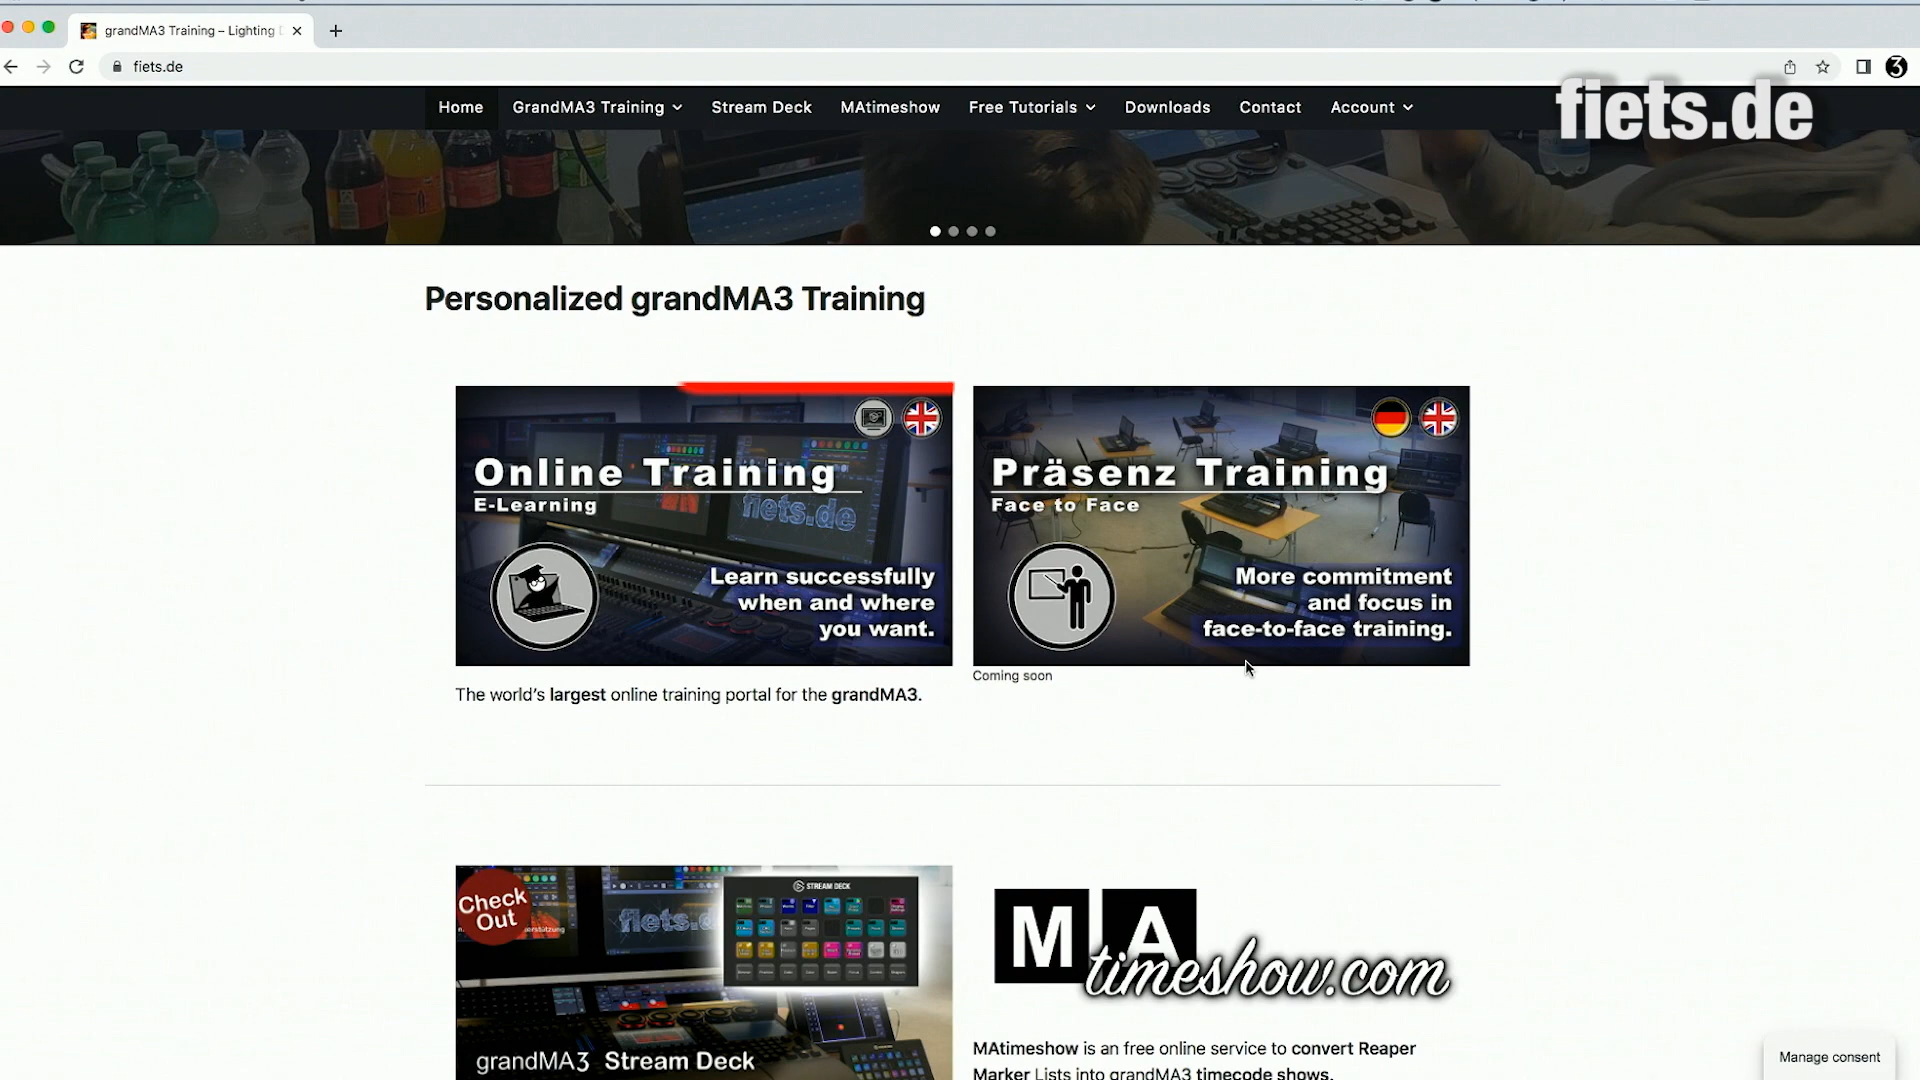 grandMA3 Training – Lighting
fiets.de
fiets.de
Home GrandMA3 Training Stream Deck MAtimeshow Free Tutorials Downloads Contact Account
Personalized grandMA3 Training
Online Training
E-Learning
fiets.de
Learn successfully
when and where
you want.
Präsenz Training
Face to Face
More commitment
and focus in
face-to-face training.
The world's largest online training portal for the grandMA3.
Coming soon
Check
Out
STREAM DECK
grandMA3 Stream Deck
MA
timeshow.com
MAtimeshow is an free online service to convert Reaper
Marker Lists into grandMA3 timecode shows.
Manage consent